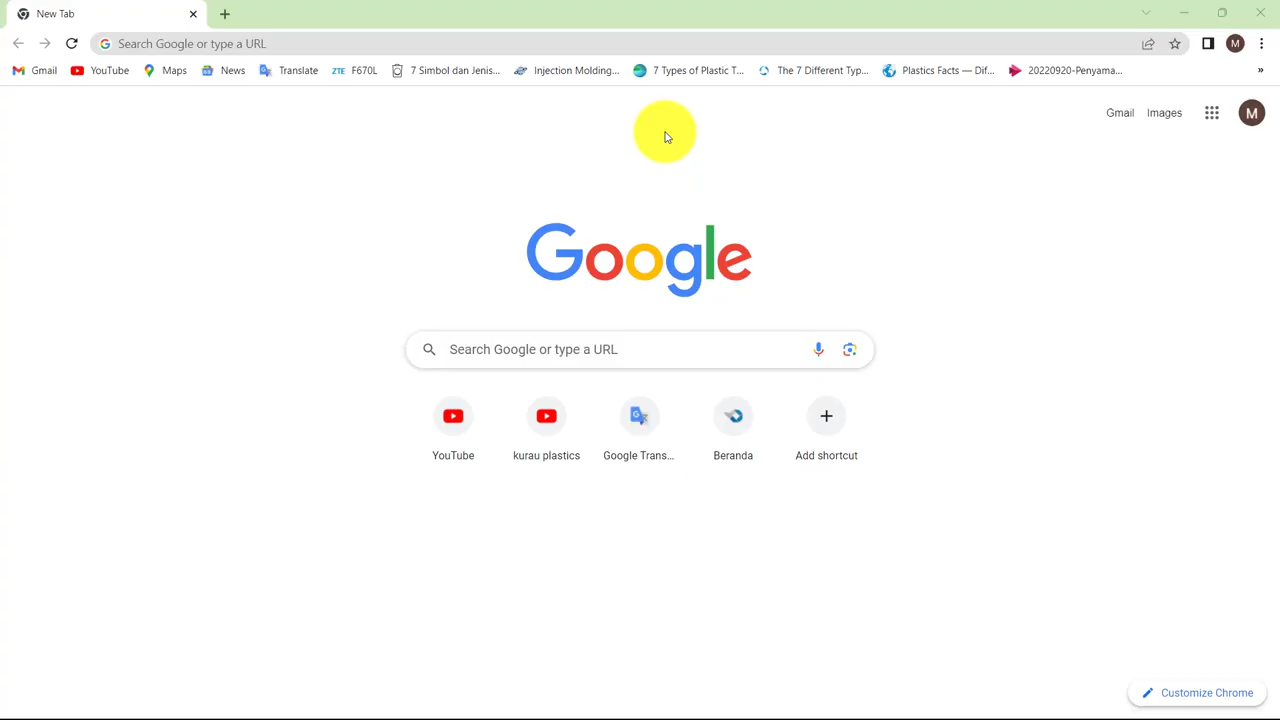 New Tab
Search Google or type a URL
M
Gmail YouTube Maps News Translate ZTE F670L 7 Simbol dan Jenis... Injection Molding... 7 Types of Plastic T... The 7 Different Typ... Plastics Facts — Dif... 20220920-Penyama... »
Gmail Images M
Google
Search Google or type a URL
YouTube kurau plastics Google Trans... Beranda Add shortcut
Customize Chrome